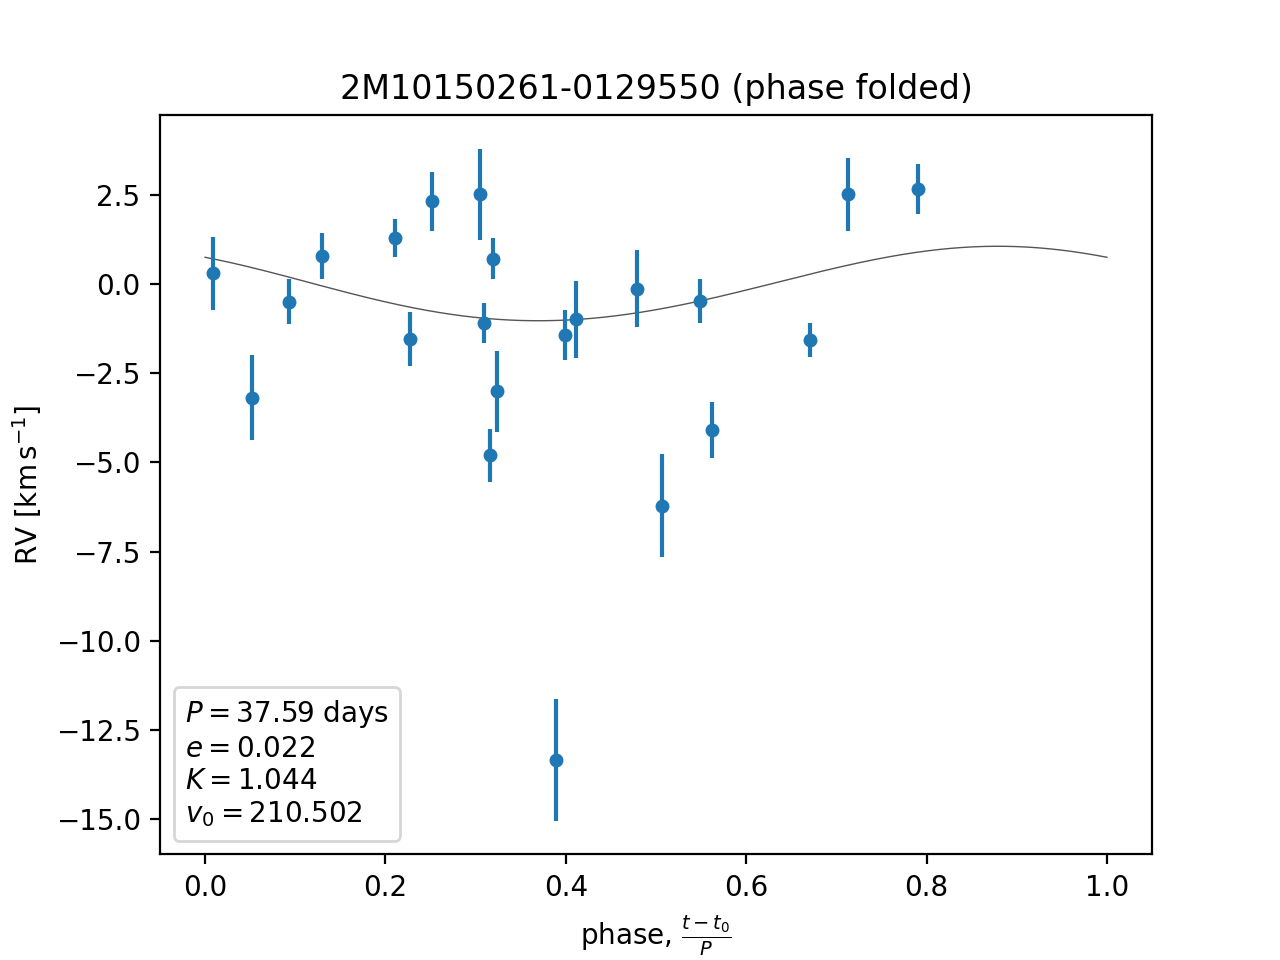 2M10150261-0129550 (phase folded)
RV [km s⁻¹]
2.5
0.0
−2.5
−5.0
−7.5
−10.0
−12.5
−15.0
P = 37.59 days
e = 0.022
K = 1.044
v₀ = 210.502
0.0 0.2 0.4 0.6 0.8 1.0
phase, (t − t₀)/P